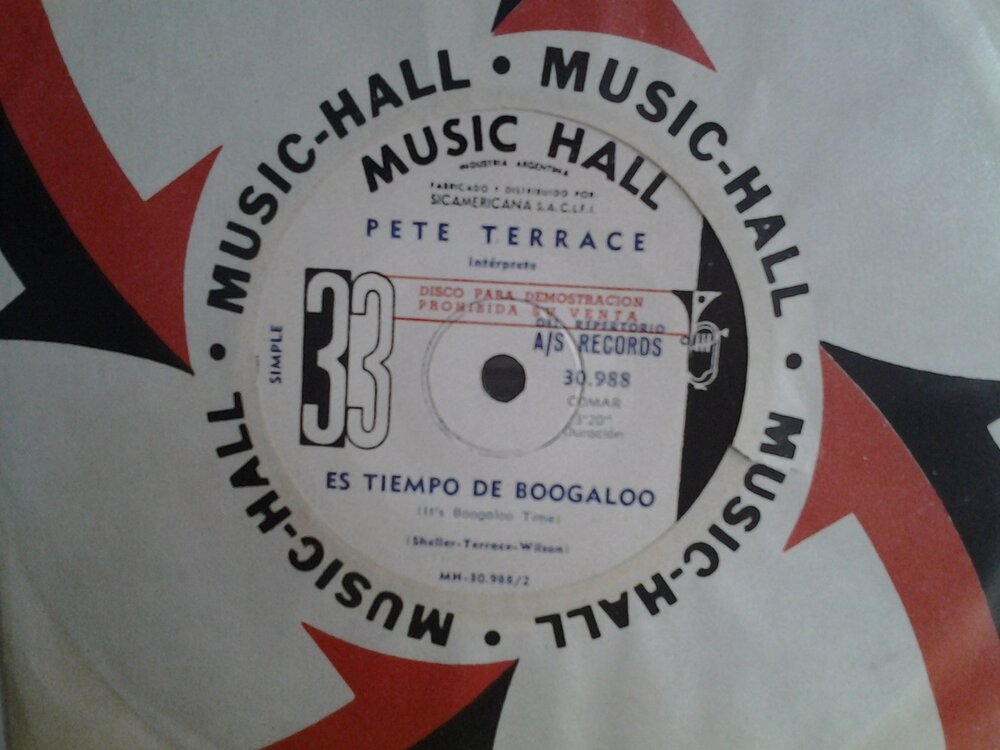 MUSIC-HALL • MUSIC-HALL • MUSIC-HALL • MUSIC-HALL • MUSIC-HALL •
MUSIC HALL
INDUSTRIA ARGENTINA
FABRICADO Y DISTRIBUIDO POR
SICAMERICANA S.A.C.I.F.I.
PETE TERRACE
Intérprete
DISCO PARA DEMOSTRACION
PROHIBIDA SU VENTA
DEL REPERTORIO
A/S RECORDS
33
SIMPLE
30.988
COMAR
3'20"
Duración
ES TIEMPO DE BOOGALOO
(It's Boogaloo Time)
(Sheller-Terrace-Wilson)
MH-30.988/2